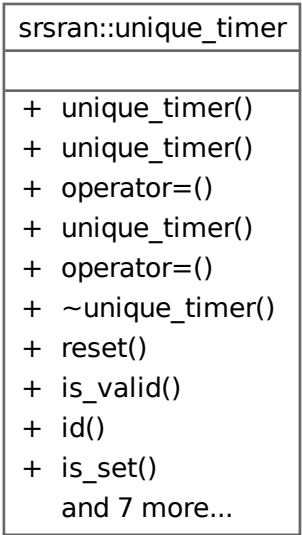 srsran::unique_timer
+ unique_timer()
+ unique_timer()
+ operator=()
+ unique_timer()
+ operator=()
+ ~unique_timer()
+ reset()
+ is_valid()
+ id()
+ is_set()
and 7 more...